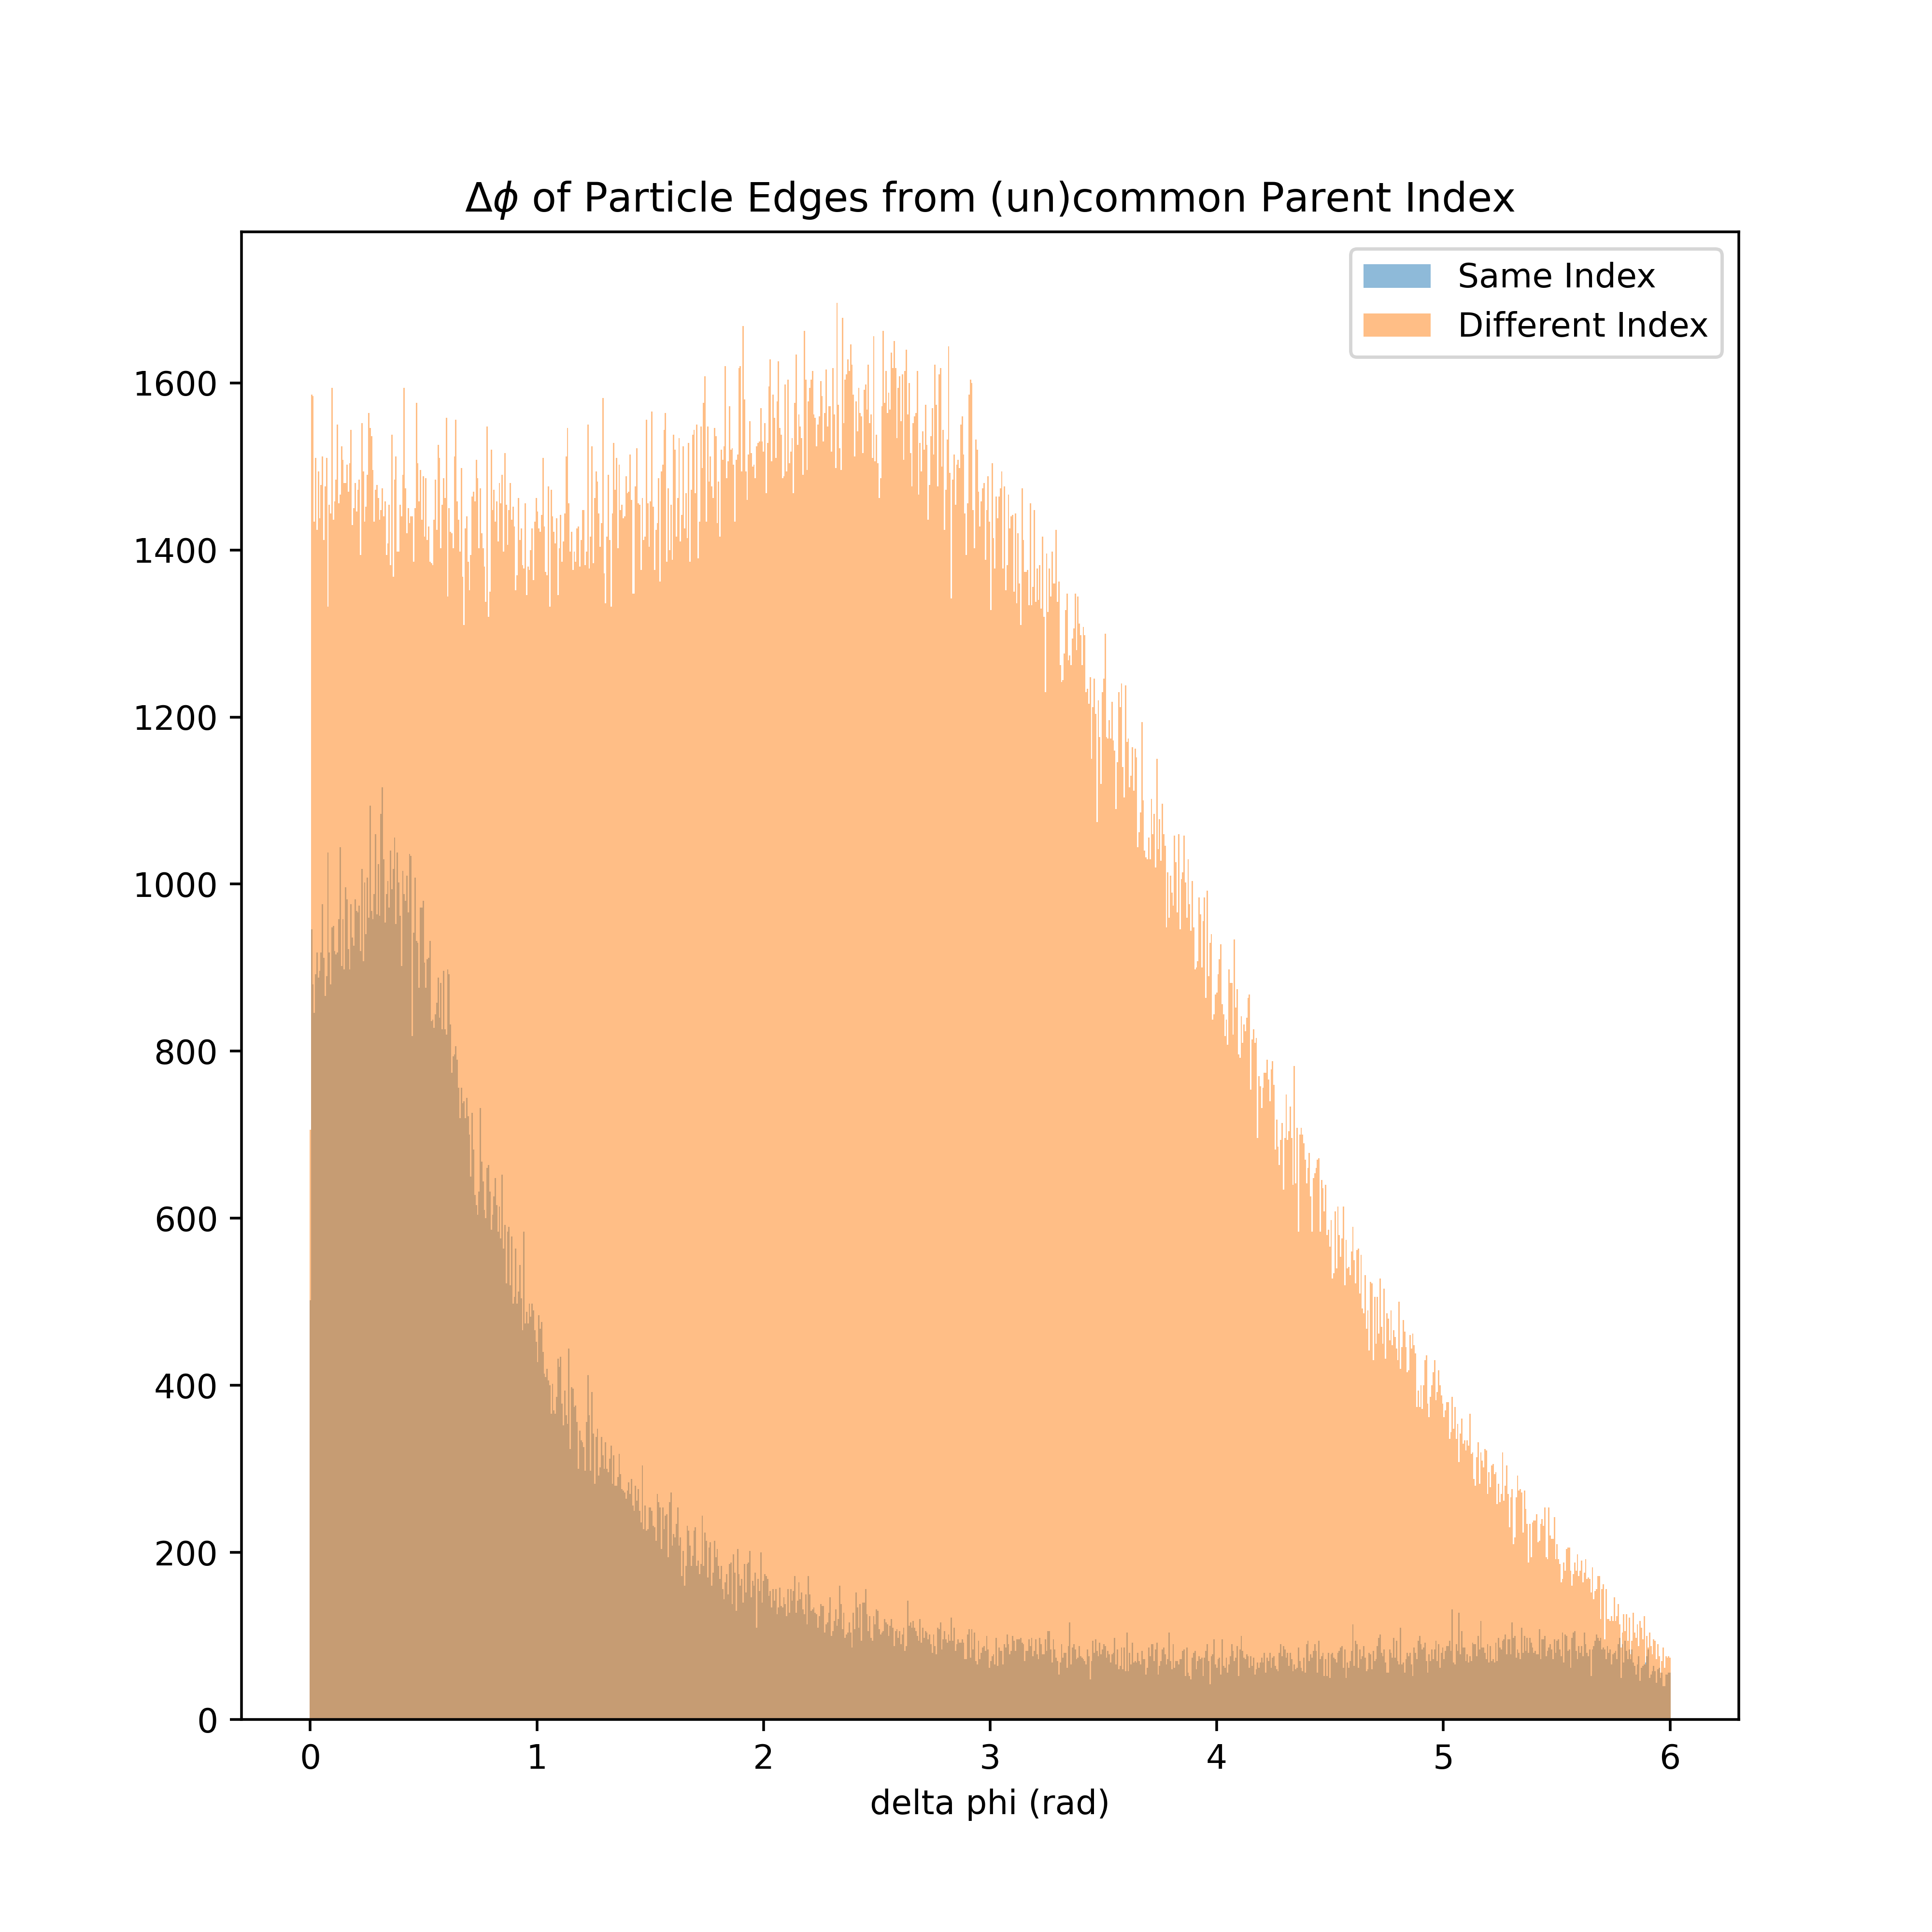 Δϕ of Particle Edges from (un)common Parent Index
Same Index
Different Index
1600
1400
1200
1000
800
600
400
200
0
0 1 2 3 4 5 6
delta phi (rad)